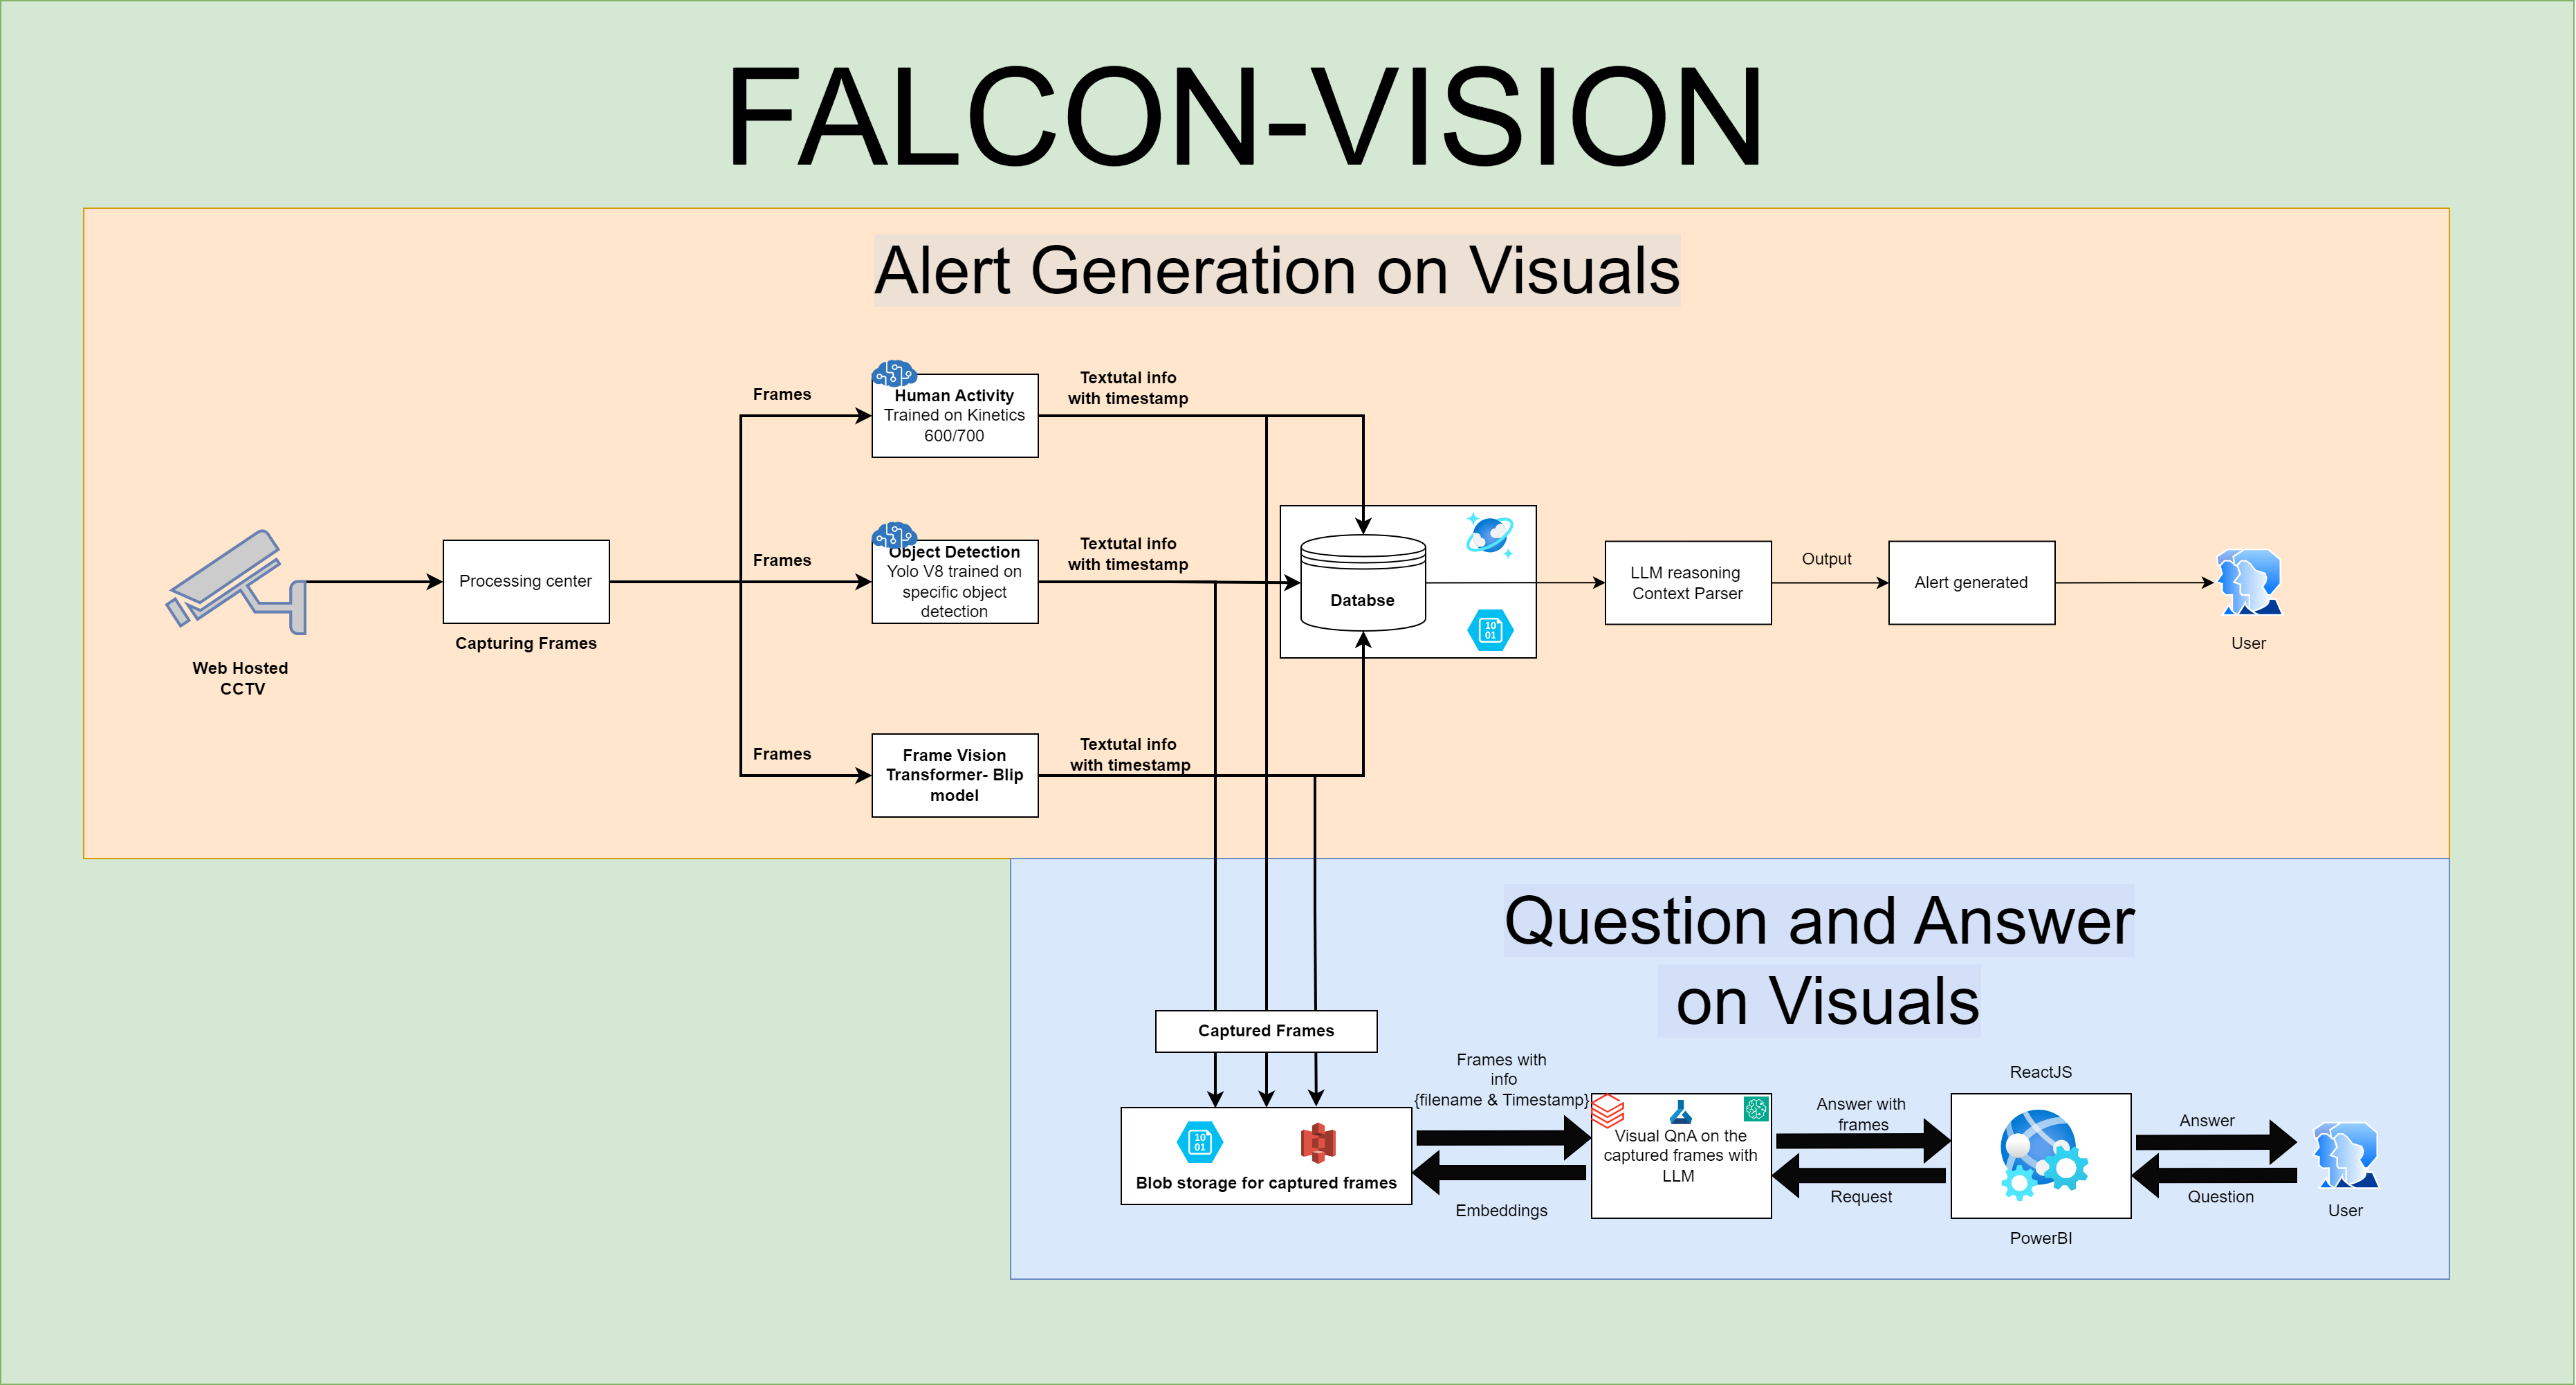 FALCON-VISION
Alert Generation on Visuals
Web Hosted
CCTV
Processing center
Capturing Frames
Frames
Human Activity
Trained on Kinetics
600/700
Textutal info
with timestamp
Frames
Object Detection
Yolo V8 trained on
specific object
detection
Textutal info
with timestamp
Frames
Frame Vision
Transformer- Blip
model
Textutal info
with timestamp
Databse
10
01
LLM reasoning
Context Parser
Output
Alert generated
User
Question and Answer
on Visuals
Captured Frames
10
01
Blob storage for captured frames
Frames with
info
{filename & Timestamp}
Embeddings
Visual QnA on the
captured frames with
LLM
Answer with
frames
Request
ReactJS
PowerBI
Answer
Question
User